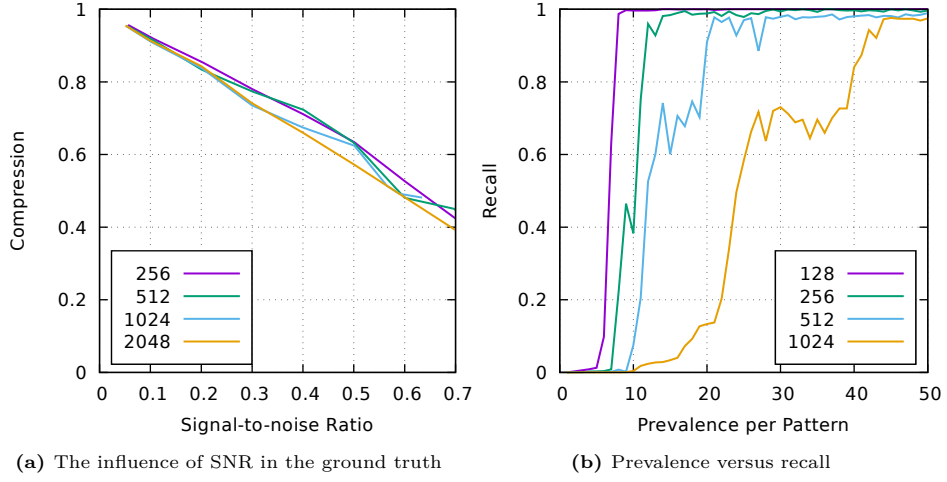 1
0.8
0.6
0.4
0.2
0
Compression
256
512
1024
2048
0 0.1 0.2 0.3 0.4 0.5 0.6 0.7
Signal-to-noise Ratio
(a) The influence of SNR in the ground truth
1
0.8
0.6
0.4
0.2
0
Recall
128
256
512
1024
0 10 20 30 40 50
Prevalence per Pattern
(b) Prevalence versus recall